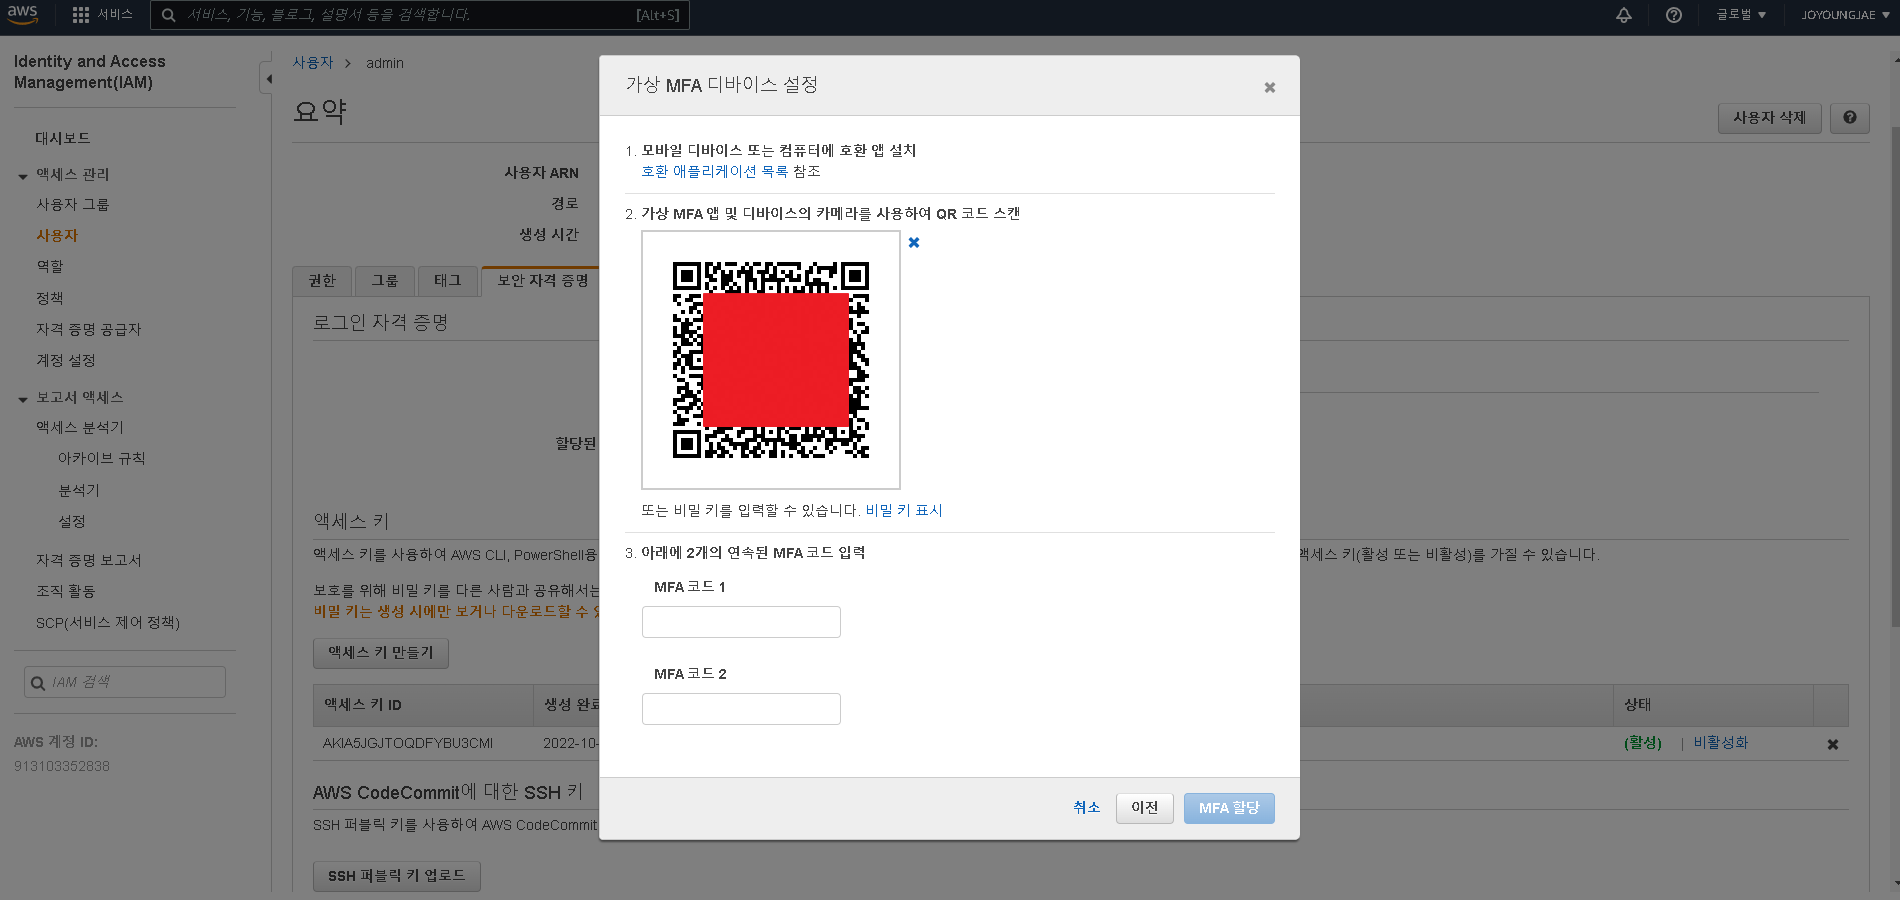 aws
서비스
서비스, 기능, 블로그, 설명서 등을 검색합니다.
[Alt+S]
글로벌 ▼
JOYOUNGJAE ▼
Identity and Access
Management(IAM)
대시보드
액세스 관리
사용자 그룹
사용자
역할
정책
자격 증명 공급자
계정 설정
보고서 액세스
액세스 분석기
아카이브 규칙
분석기
설정
자격 증명 보고서
조직 활동
SCP(서비스 제어 정책)
IAM 검색
AWS 계정 ID:
913103352838
사용자 > admin
요약
사용자 삭제
사용자 ARN
경로
생성 시간
권한
그룹
태그
보안 자격 증명
로그인 자격 증명
할당된
액세스 키
액세스 키를 사용하여 AWS CLI, PowerShell용
액세스 키(활성 또는 비활성)를 가질 수 있습니다.
보호를 위해 비밀 키를 다른 사람과 공유해서는
비밀 키는 생성 시에만 보거나 다운로드할 수 있
액세스 키 만들기
액세스 키 ID
생성 완료
상태
AKIA5JGJTOQDFYBU3CMI
2022-10-
(활성) | 비활성화
AWS CodeCommit에 대한 SSH 키
SSH 퍼블릭 키를 사용하여 AWS CodeCommit
SSH 퍼블릭 키 업로드
가상 MFA 디바이스 설정
1. 모바일 디바이스 또는 컴퓨터에 호환 앱 설치
호환 애플리케이션 목록 참조
2. 가상 MFA 앱 및 디바이스의 카메라를 사용하여 QR 코드 스캔
또는 비밀 키를 입력할 수 있습니다. 비밀 키 표시
3. 아래에 2개의 연속된 MFA 코드 입력
MFA 코드 1
MFA 코드 2
취소
이전
MFA 할당